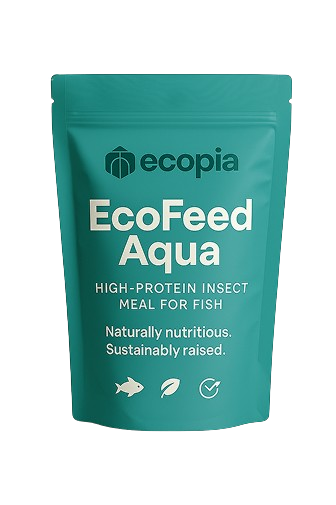 ecopia
EcoFeed
Aqua
HIGH-PROTEIN INSECT
MEAL FOR FISH
Naturally nutritious.
Sustainably raised.